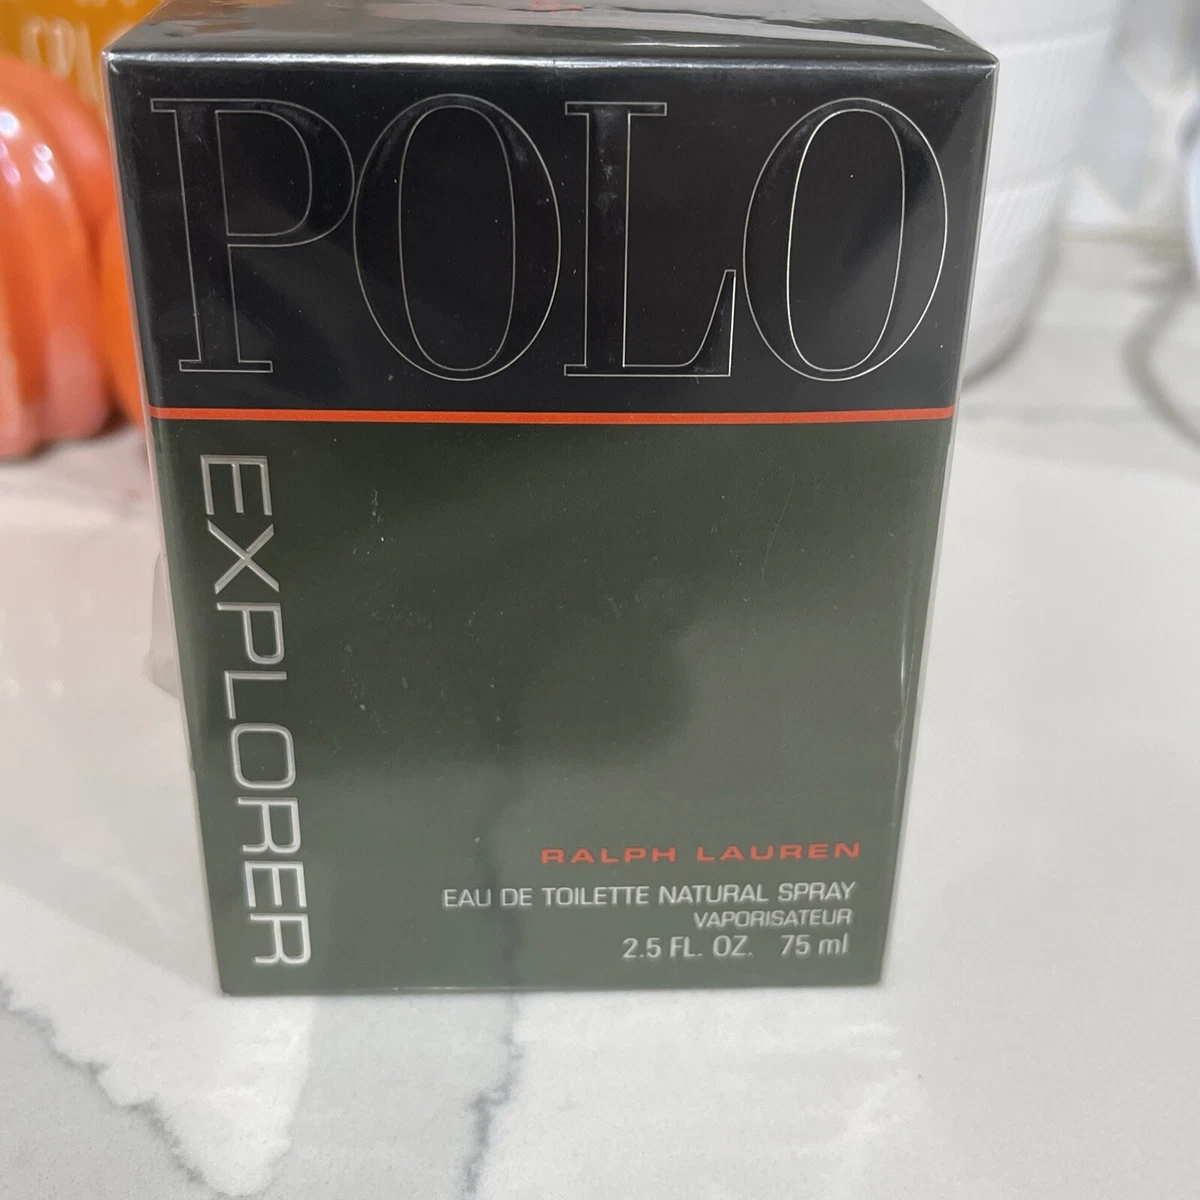 POLO
EXPLORER
RALPH LAUREN
EAU DE TOILETTE NATURAL SPRAY
VAPORISATEUR
2.5 FL. OZ. 75 ml